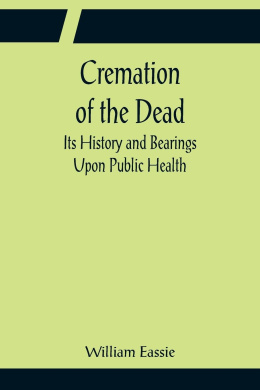 Cremation
of the Dead
Its History and Bearings
Upon Public Health
William Eassie